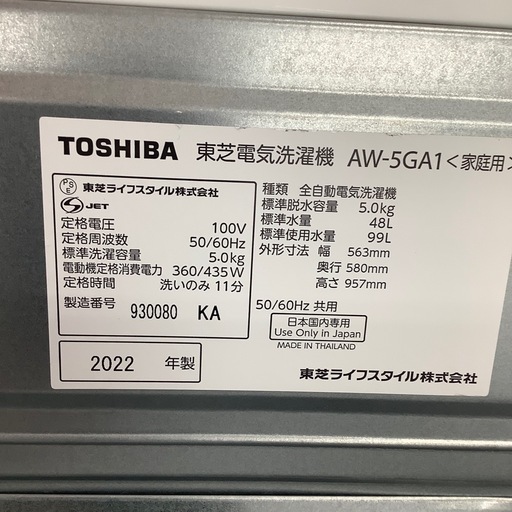 TOSHIBA 東芝電気洗濯機 AW-5GA1<家庭用>
PSE 東芝ライフスタイル株式会社
S JET
定格電圧 100V
定格周波数 50/60Hz
標準洗濯容量 5.0kg
電動機定格消費電力 360/435W
定格時間 洗いのみ 11分
製造番号 930080 KA
2022 年製
種類 全自動電気洗濯機
標準脱水容量 5.0kg
標準水量 48L
標準使用水量 99L
外形寸法 幅 563mm
奥行 580mm
高さ 957mm
50/60Hz 共用
日本国内専用
Use Only in Japan
MADE IN THAILAND
東芝ライフスタイル株式会社